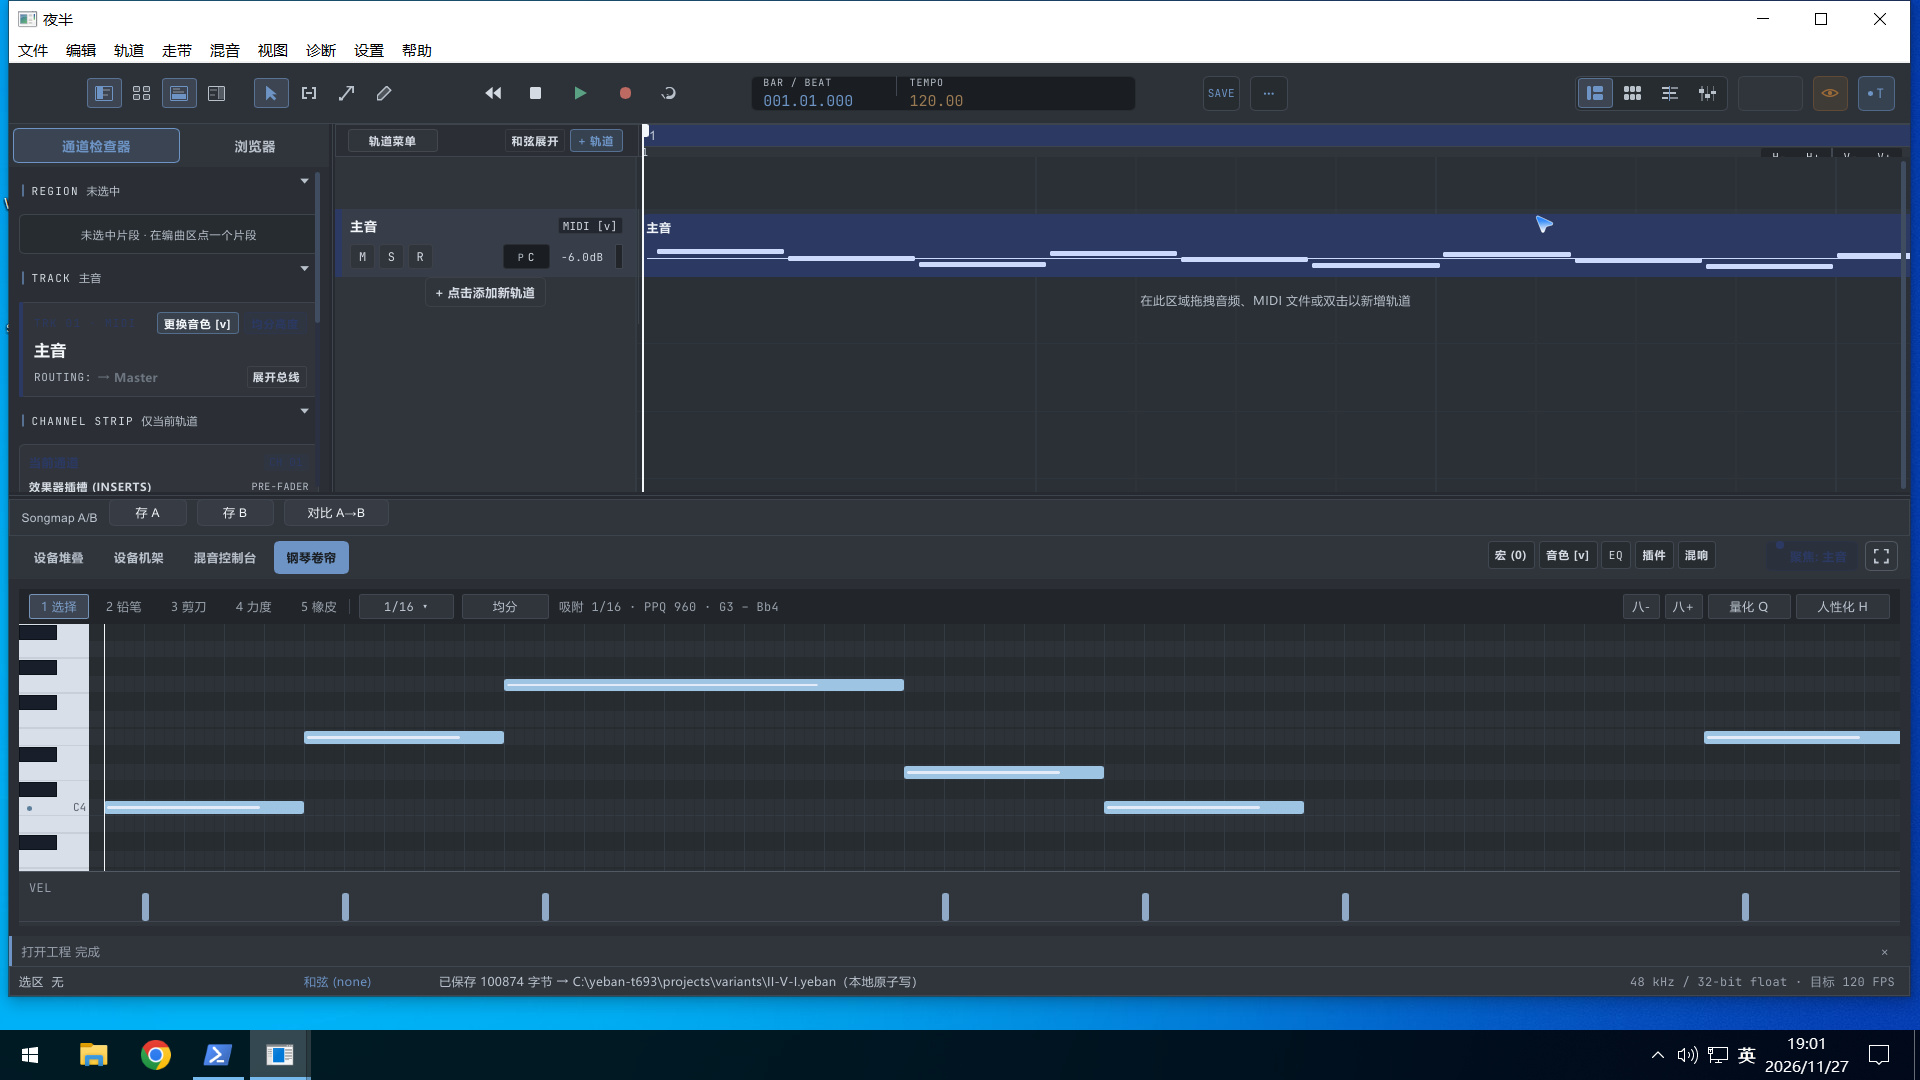 夜半
文件 编辑 轨道 走带 混音 视图 诊断 设置 帮助
BAR / BEAT
001.01.000
TEMPO
120.00
SAVE
...
T
通道检查器
浏览器
REGION 未选中
未选中片段 · 在编曲区点一个片段
TRACK 主音
更换音色 [v]
主音
ROUTING: → Master
展开总线
CHANNEL STRIP 仅当前轨道
效果器插槽 (INSERTS)
PRE-FADER
轨道菜单
和弦展开
+ 轨道
1
1
主音
MIDI [v]
M S R
P C
-6.0dB
+ 点击添加新轨道
主音
在此区域拖拽音频、MIDI 文件或双击以新增轨道
Songmap A/B
存 A
存 B
对比 A→B
设备堆叠
设备机架
混音控制台
钢琴卷帘
宏 (0)
音色 [v]
EQ
插件
混响
1 选择
2 铅笔
3 剪刀
4 力度
5 橡皮
1/16
均分
吸附 1/16 · PPQ 960 · G3 – Bb4
八-
八+
量化 Q
人性化 H
C4
VEL
打开工程 完成
×
选区 无
和弦 (none)
已保存 100874 字节 → C:\yeban-t693\projects\variants\II-V-I.yeban（本地原子写）
48 kHz / 32-bit float · 目标 120 FPS
英
19:01
2026/11/27